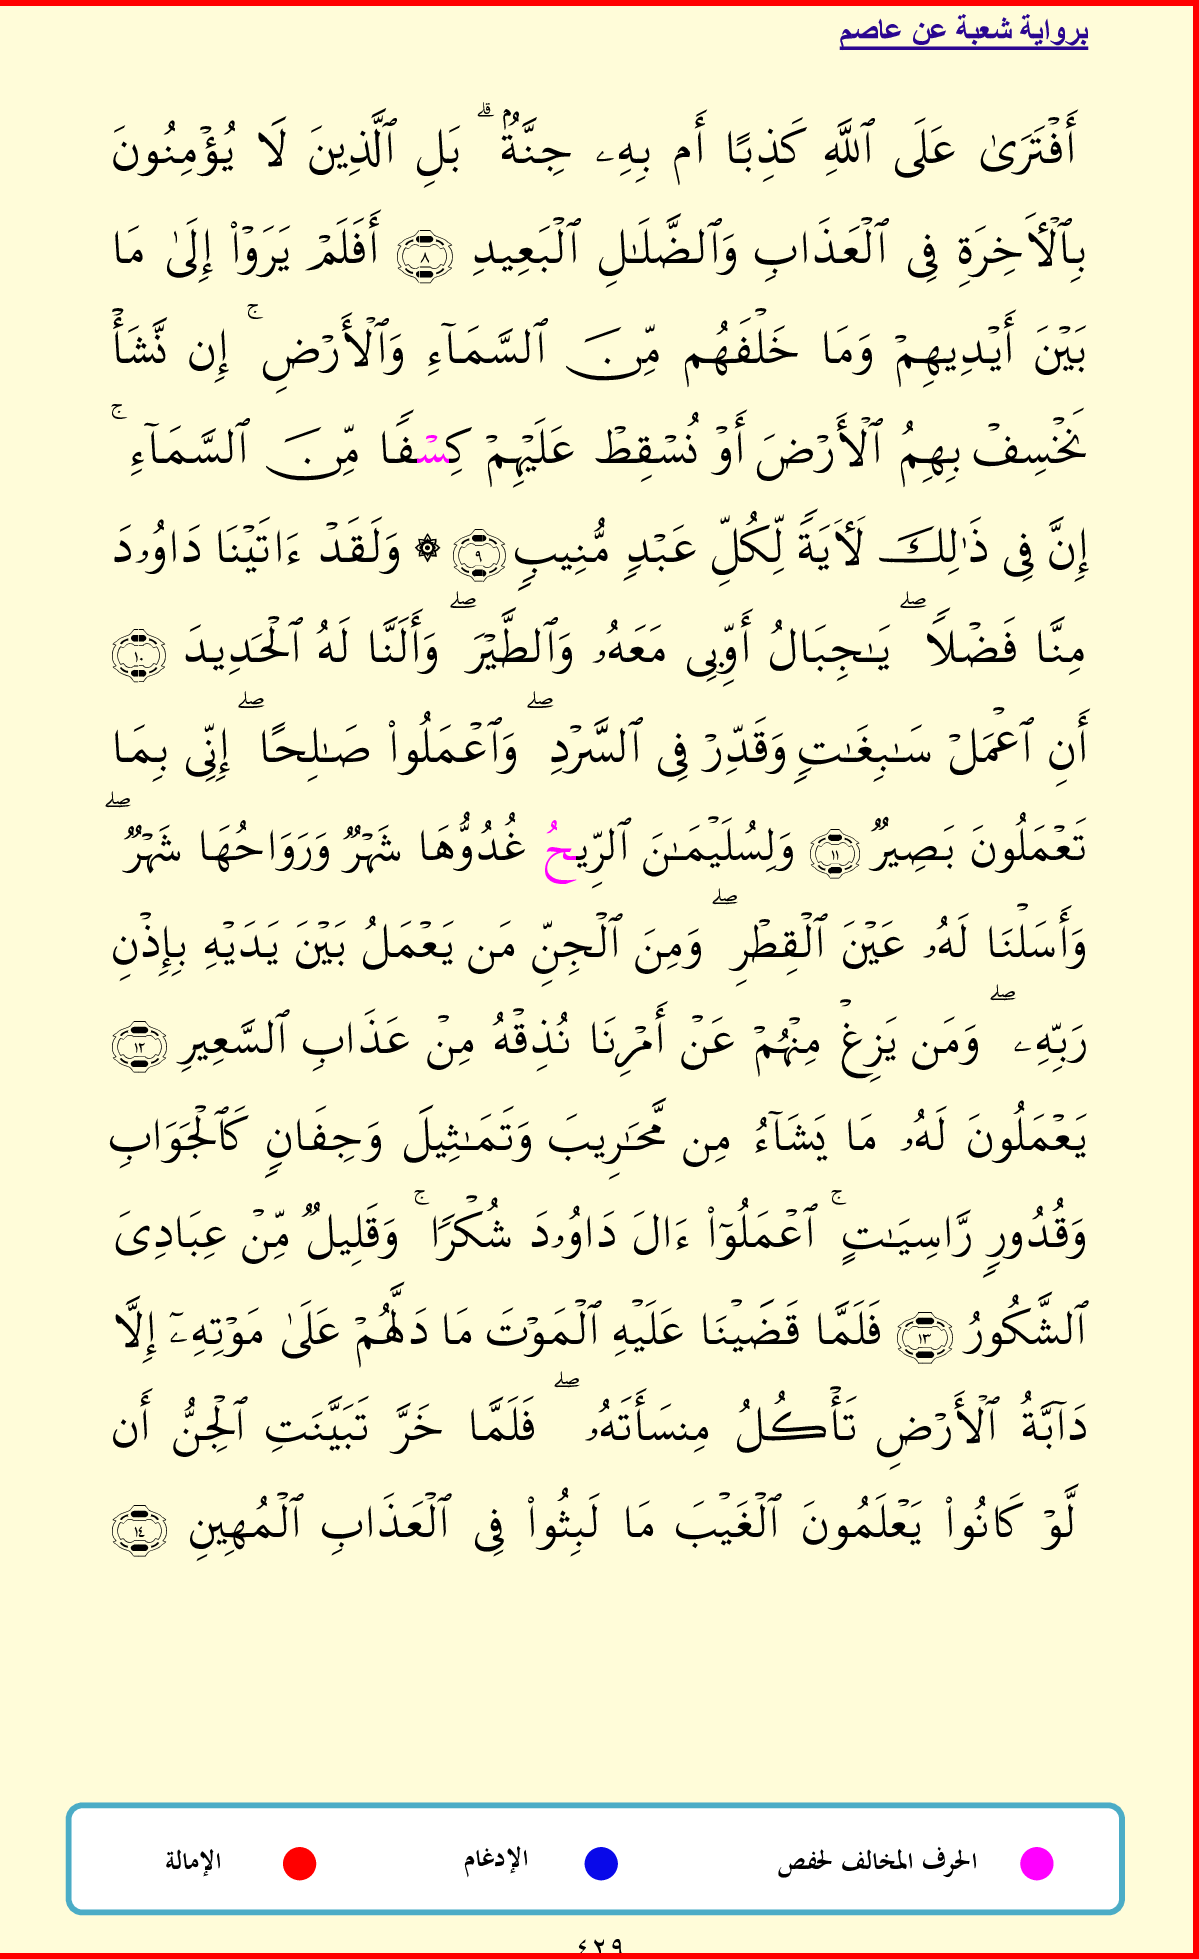 برواية شعبة عن عاصم
أَفْتَرَىٰ عَلَى ٱللَّهِ كَذِبًا أَم بِهِۦ جِنَّةُۢ ۗ بَلِ ٱلَّذِينَ لَا يُؤْمِنُونَ
بِٱلْأَخِرَةِ فِى ٱلْعَذَابِ وَٱلضَّلَـٰلِ ٱلْبَعِيدِ ٨ أَفَلَمْ يَرَوْا۟ إِلَىٰ مَا
بَيْنَ أَيْدِيهِمْ وَمَا خَلْفَهُم مِّنَ ٱلسَّمَآءِ وَٱلْأَرْضِ ۚ إِن نَّشَأْ
نَخْسِفْ بِهِمُ ٱلْأَرْضَ أَوْ نُسْقِطْ عَلَيْهِمْ كِسْفًا مِّنَ ٱلسَّمَآءِ ۚ
إِنَّ فِى ذَٰلِكَ لَأَيَةً لِّكُلِّ عَبْدٍ مُّنِيبٍ ٩ ۞ وَلَقَدْ ءَاتَيْنَا دَاوُۥدَ
مِنَّا فَضْلًا ۖ يَـٰجِبَالُ أَوِّبِى مَعَهُۥ وَٱلطَّيْرَ ۖ وَأَلَنَّا لَهُ ٱلْحَدِيدَ ١٠
أَنِ ٱعْمَلْ سَـٰبِغَـٰتٍ وَقَدِّرْ فِى ٱلسَّرْدِ ۖ وَٱعْمَلُوا۟ صَـٰلِحًا ۖ إِنِّى بِمَا
تَعْمَلُونَ بَصِيرٌ ١١ وَلِسُلَيْمَـٰنَ ٱلرِّيحُ غُدُوُّهَا شَهْرٌ وَرَوَاحُهَا شَهْرٌ ۖ
وَأَسَلْنَا لَهُۥ عَيْنَ ٱلْقِطْرِ ۖ وَمِنَ ٱلْجِنِّ مَن يَعْمَلُ بَيْنَ يَدَيْهِ بِإِذْنِ
رَبِّهِۦ ۖ وَمَن يَزِغْ مِنْهُمْ عَنْ أَمْرِنَا نُذِقْهُ مِنْ عَذَابِ ٱلسَّعِيرِ ١٢
يَعْمَلُونَ لَهُۥ مَا يَشَآءُ مِن مَّحَـٰرِيبَ وَتَمَـٰثِيلَ وَجِفَانٍ كَٱلْجَوَابِ
وَقُدُورٍ رَّاسِيَـٰتٍ ۚ ٱعْمَلُوٓا۟ ءَالَ دَاوُۥدَ شُكْرًا ۚ وَقَلِيلٌ مِّنْ عِبَادِىَ
ٱلشَّكُورُ ١٣ فَلَمَّا قَضَيْنَا عَلَيْهِ ٱلْمَوْتَ مَا دَلَّهُمْ عَلَىٰ مَوْتِهِۦٓ إِلَّا
دَآبَّةُ ٱلْأَرْضِ تَأْكُلُ مِنسَأَتَهُۥ ۖ فَلَمَّا خَرَّ تَبَيَّنَتِ ٱلْجِنُّ أَن
لَّوْ كَانُوا۟ يَعْلَمُونَ ٱلْغَيْبَ مَا لَبِثُوا۟ فِى ٱلْعَذَابِ ٱلْمُهِينِ ١٤
الحرف المخالف لحفص الإدغام الإمالة
٤٢٩